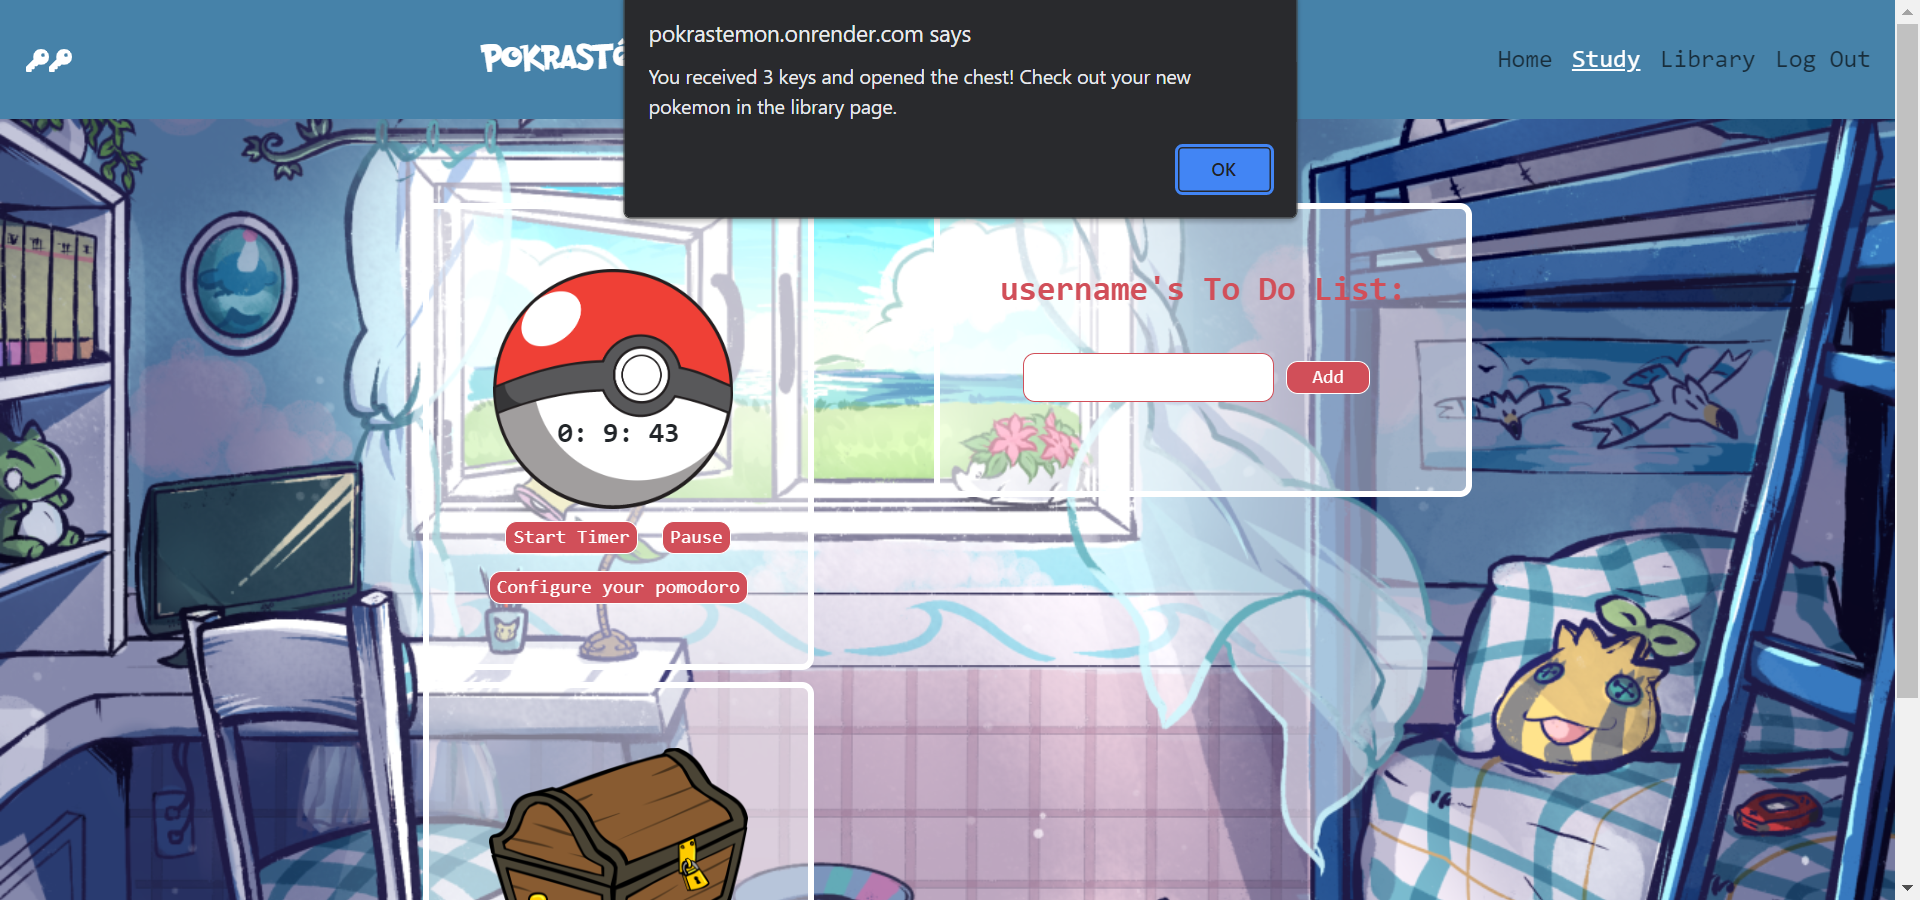 pokrastemon.onrender.com says
You received 3 keys and opened the chest! Check out your new
pokemon in the library page.
OK
POKRASTÉ
Home Study Library Log Out
username's To Do List:
Add
0: 9: 43
Start Timer Pause
Configure your pomodoro